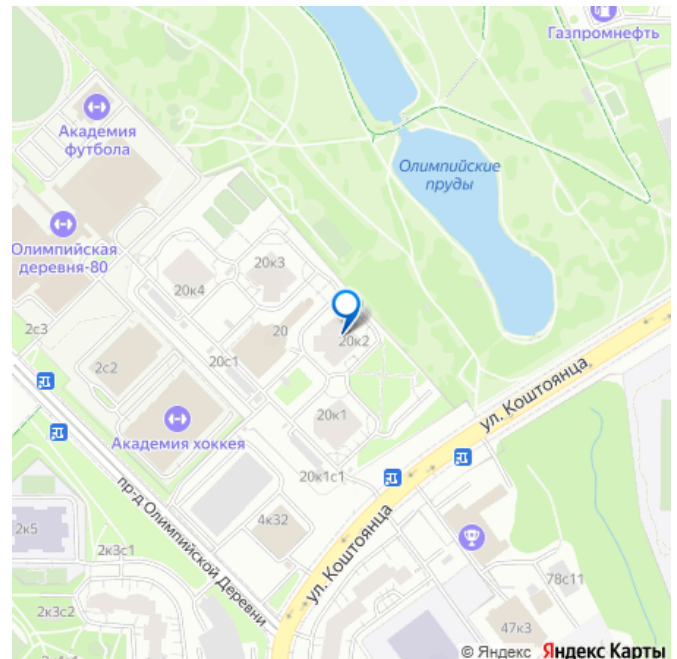 Газпромнефть
Академия
футбола
Олимпийские
пруды
Олимпийская
деревня-80
20к3
20к4
2с3
20
20к2
20с1
2с2
20к1
ул. Коштоянца
Академия хоккея
20к1с1
пр-д Олимпийской Деревни
4к32
2к5
2к3с1
ул. Коштоянца
78с11
2к3с2
47к3
© Яндекс Яндекс Карты